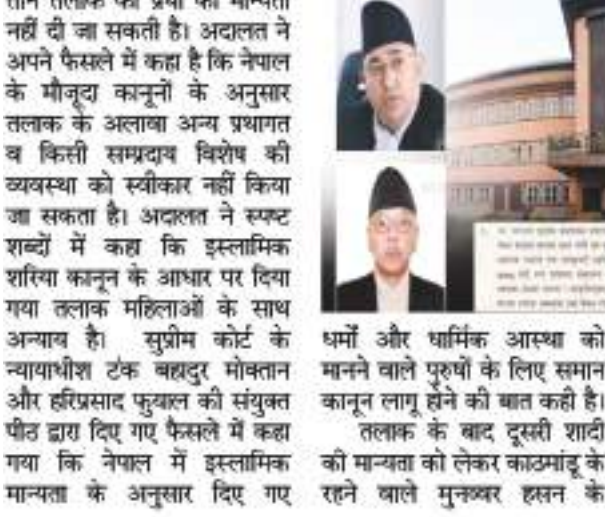 तीन तलाक की प्रथा को मान्यता
नहीं दी जा सकती है। अदालत ने
अपने फैसले में कहा है कि नेपाल
के मौजूदा कानूनों के अनुसार
तलाक के अलावा अन्य प्रथागत
व किसी सम्प्रदाय विशेष की
व्यवस्था को स्वीकार नहीं किया
जा सकता है। अदालत ने स्पष्ट
शब्दों में कहा कि इस्लामिक
शरिया कानून के आधार पर दिया
गया तलाक महिलाओं के साथ
अन्याय है। सुप्रीम कोर्ट के
न्यायाधीश टंक बहादुर मोक्तान
और हरिप्रसाद फुयाल की संयुक्त
पीठ द्वारा दिए गए फैसले में कहा
गया कि नेपाल में इस्लामिक
मान्यता के अनुसार दिए गए
धर्मों और धार्मिक आस्था को
मानने वाले पुरुषों के लिए समान
कानून लागू होने की बात कही है।
तलाक के बाद दूसरी शादी
की मान्यता को लेकर काठमांडू के
रहने वाले मुनव्वर हसन के